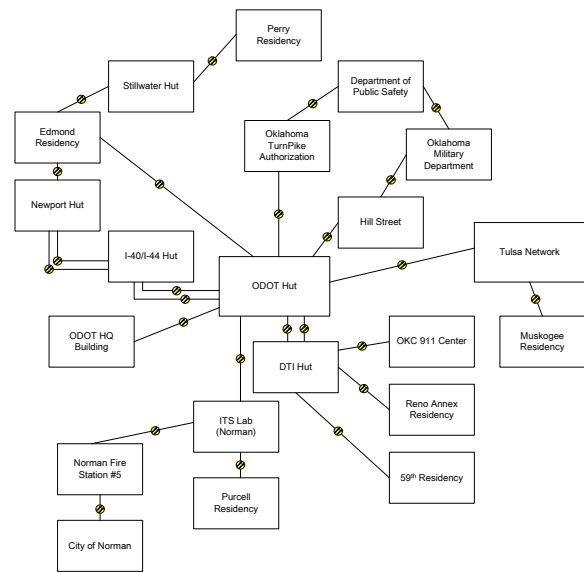 Perry
Residency
Stillwater Hut
Department of
Public Safety
Edmond
Residency
Oklahoma
TurnPike
Authorization
Oklahoma
Military
Department
Newport Hut
Hill Street
I-40/I-44 Hut
Tulsa Network
ODOT Hut
ODOT HQ
Building
OKC 911 Center
Muskogee
Residency
DTI Hut
Reno Annex
Residency
ITS Lab
(Norman)
Norman Fire
Station #5
59th Residency
Purcell
Residency
City of Norman